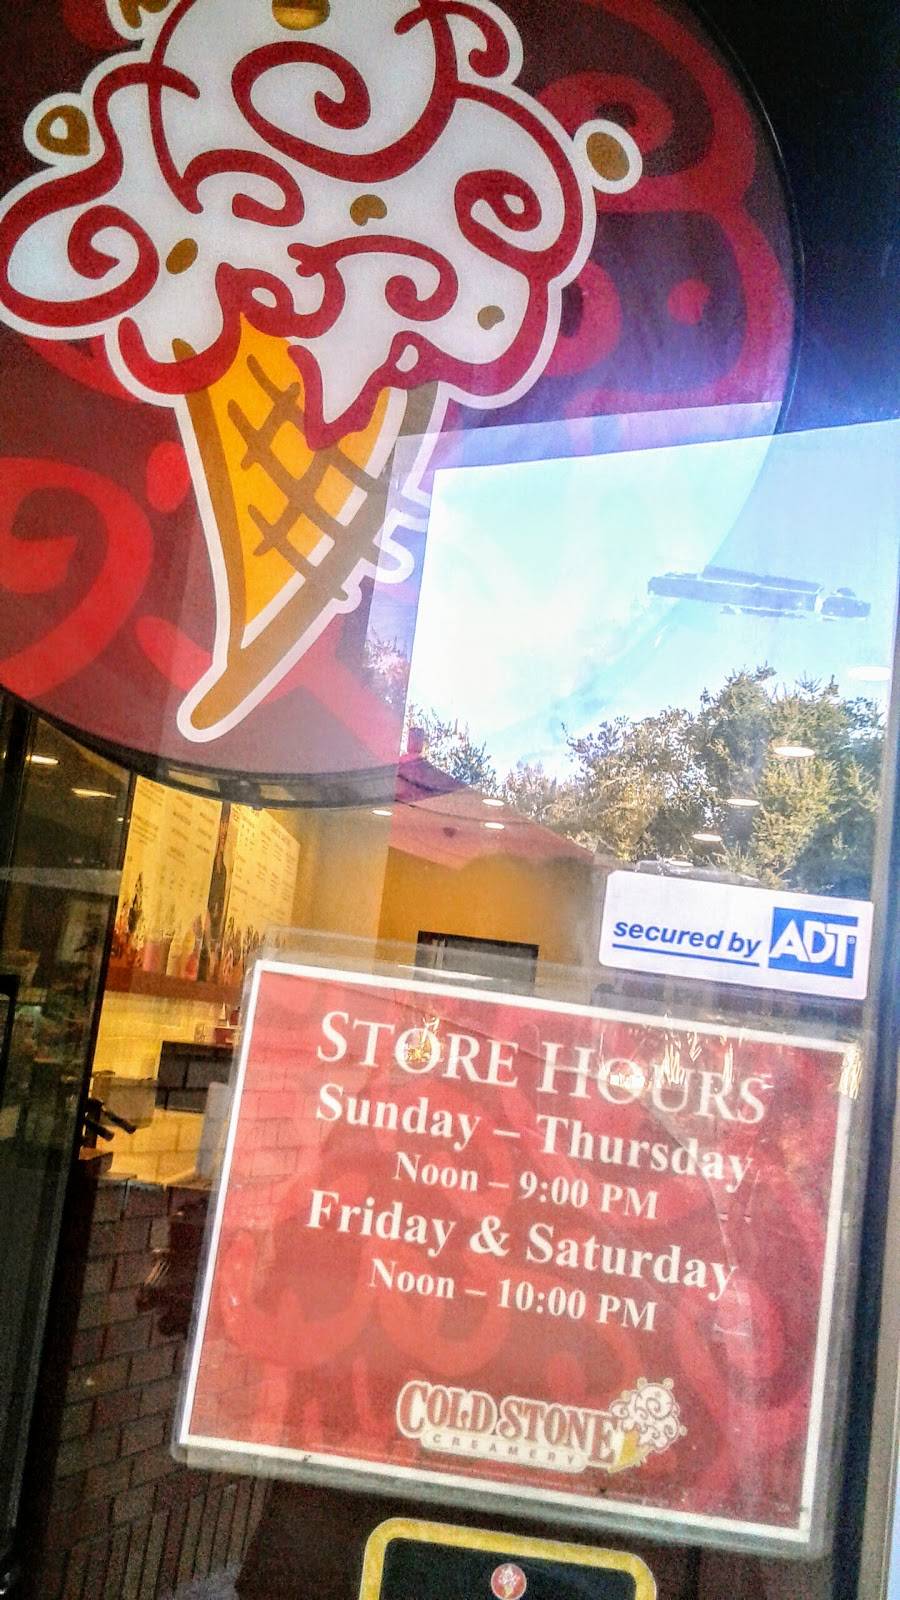 secured by ADT
STORE HOURS
Sunday – Thursday
Noon – 9:00 PM
Friday & Saturday
Noon – 10:00 PM
COLD STONE
CREAMERY